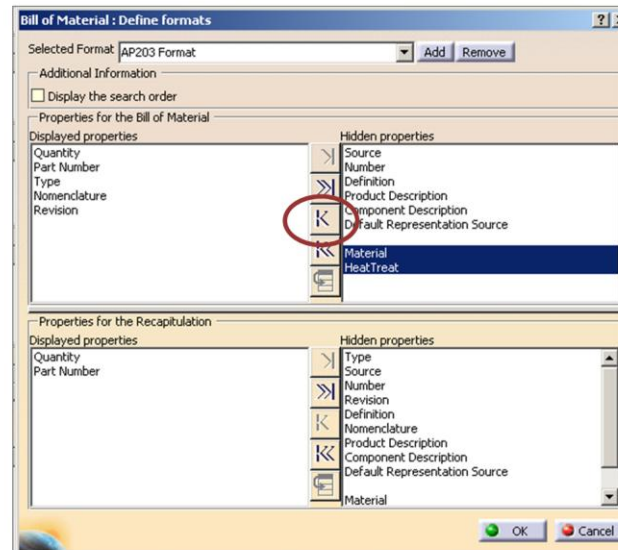 Bill of Material : Define formats
Selected Format AP203 Format Add Remove
Additional Information
Display the search order
Properties for the Bill of Material
Displayed properties
Quantity
Part Number
Type
Nomenclature
Revision
Hidden properties
Source
Number
Definition
Product Description
Component Description
Default Representation Source
Material
HeatTreat
Properties for the Recapitulation
Displayed properties
Quantity
Part Number
Hidden properties
Type
Source
Number
Revision
Definition
Nomenclature
Product Description
Component Description
Default Representation Source
Material
OK Cancel